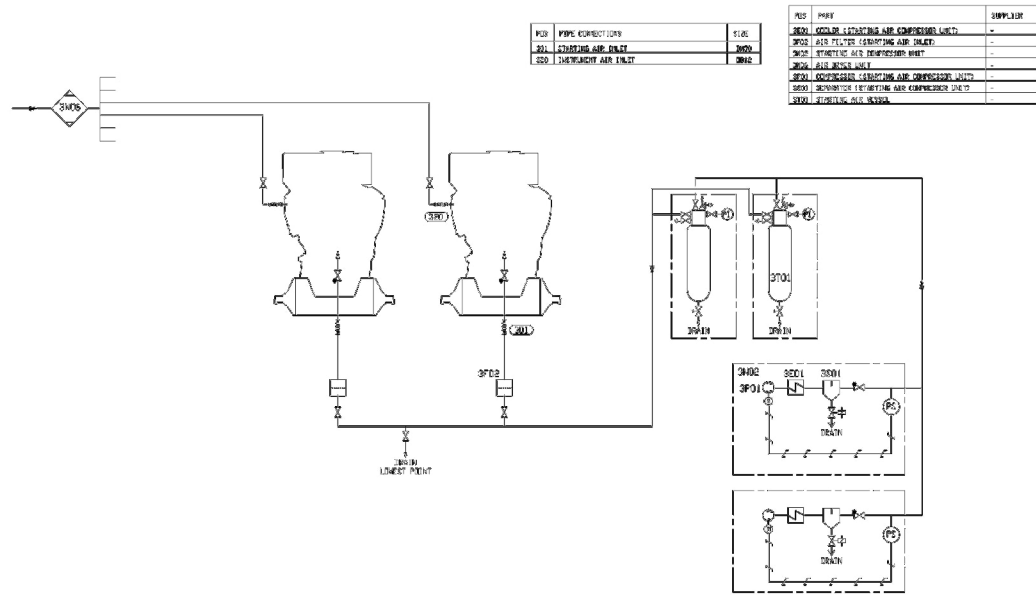 POS PIPE CONNECTIONS SIZE
301 STARTING AIR INLET
320 INSTRUMENT AIR INLET
POS PART SUPPLIER
3E01 COOLER (STARTING AIR COMPRESSOR UNIT) -
3F02 AIR FILTER (STARTING AIR INLET) -
3N02 STARTING AIR COMPRESSOR UNIT -
3N06 AIR DRYER UNIT -
3P01 COMPRESSOR (STARTING AIR COMPRESSOR UNIT) -
3S01 SEPARATOR (STARTING AIR COMPRESSOR UNIT) -
3T01 STARTING AIR VESSEL -
3N06
320
PI
PI
3T01
301
DRAIN
DRAIN
3F02
3N02
3E01
3S01
3P01
PS
DRAIN
DRAIN
LOWEST POINT
PS
DRAIN